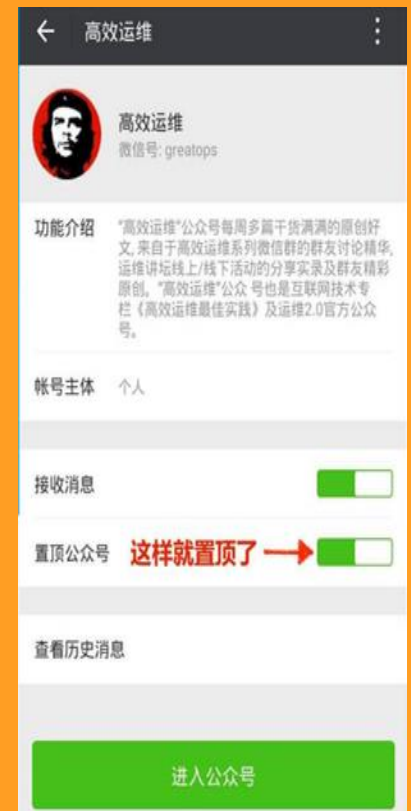 高效运维
高效运维
微信号: greatops
功能介绍
"高效运维"公众号每周多篇干货满满的原创好
文, 来自于高效运维系列微信群的群友讨论精华,
运维讲坛线上/线下活动的分享实录及群友精彩
原创。"高效运维"公众 号也是互联网技术专
栏《高效运维最佳实践》及运维2.0官方公众
号。
帐号主体 个人
接收消息
置顶公众号 这样就置顶了
查看历史消息
进入公众号